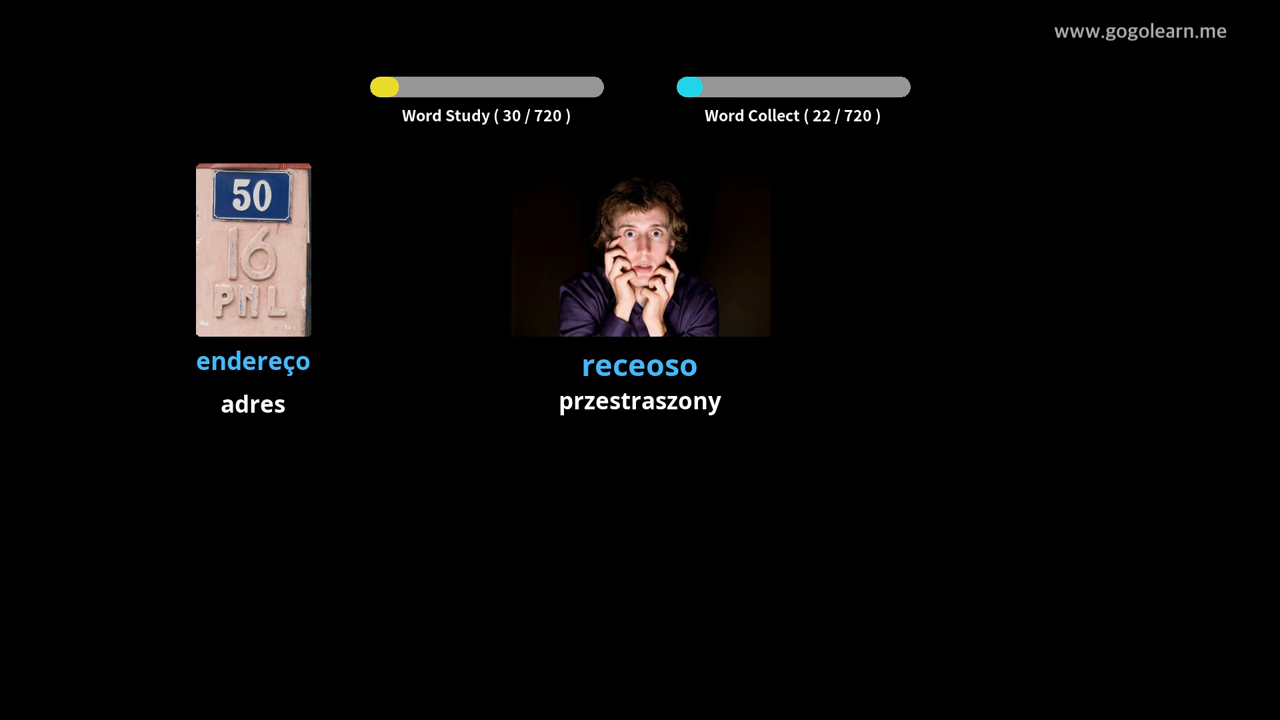 www.gogolearn.me
Word Study ( 30 / 720 )
Word Collect ( 22 / 720 )
50
16
PNL
endereço
adres
receoso
przestraszony